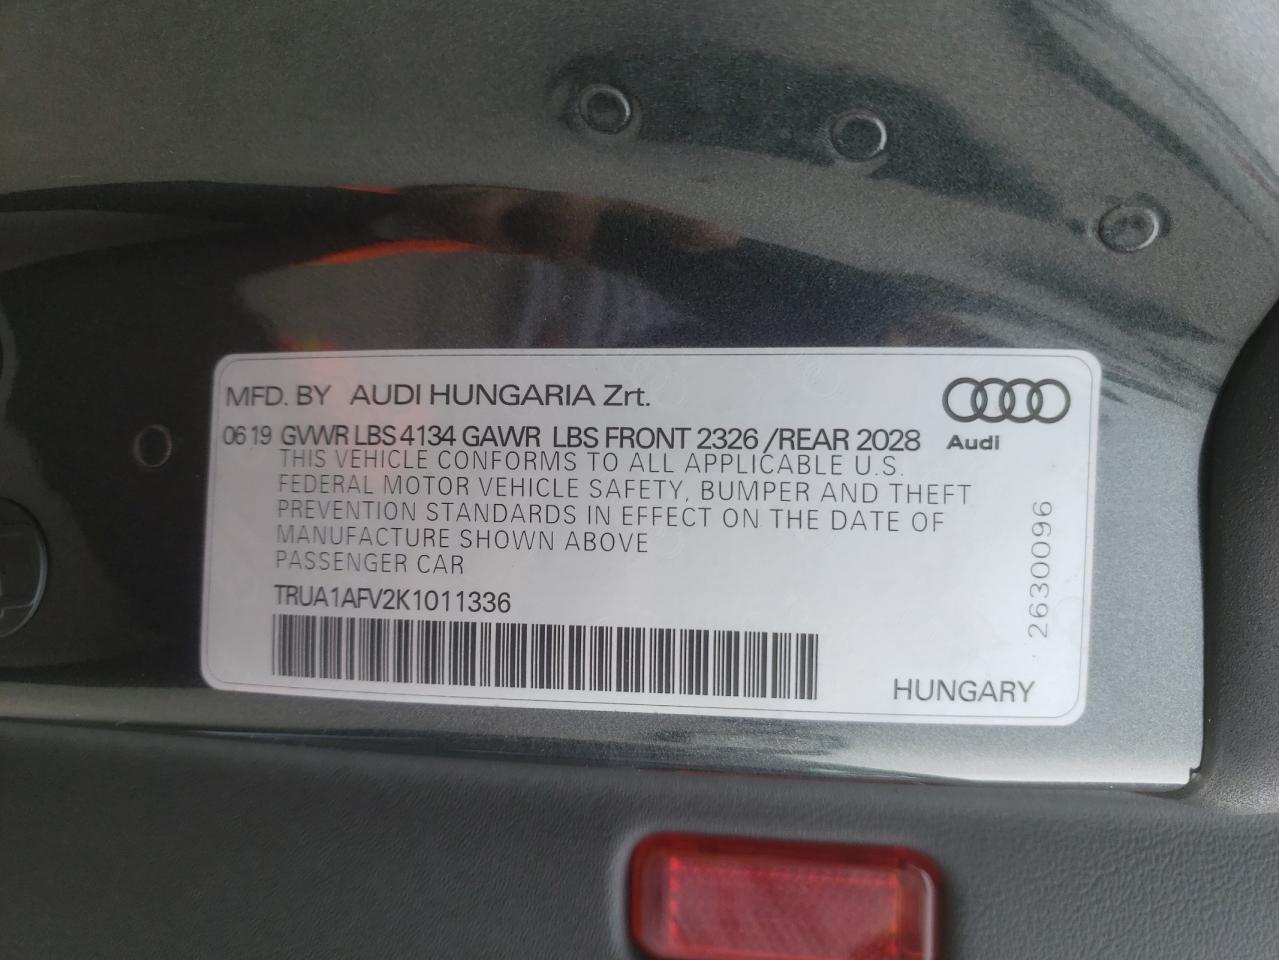 MFD. BY AUDI HUNGARIA Zrt.
0619 GVWR LBS 4134 GAWR LBS FRONT 2326 /REAR 2028
Audi
THIS VEHICLE CONFORMS TO ALL APPLICABLE U.S.
FEDERAL MOTOR VEHICLE SAFETY, BUMPER AND THEFT
PREVENTION STANDARDS IN EFFECT ON THE DATE OF
MANUFACTURE SHOWN ABOVE
PASSENGER CAR
TRUA1AFV2K1011336
2630096
HUNGARY